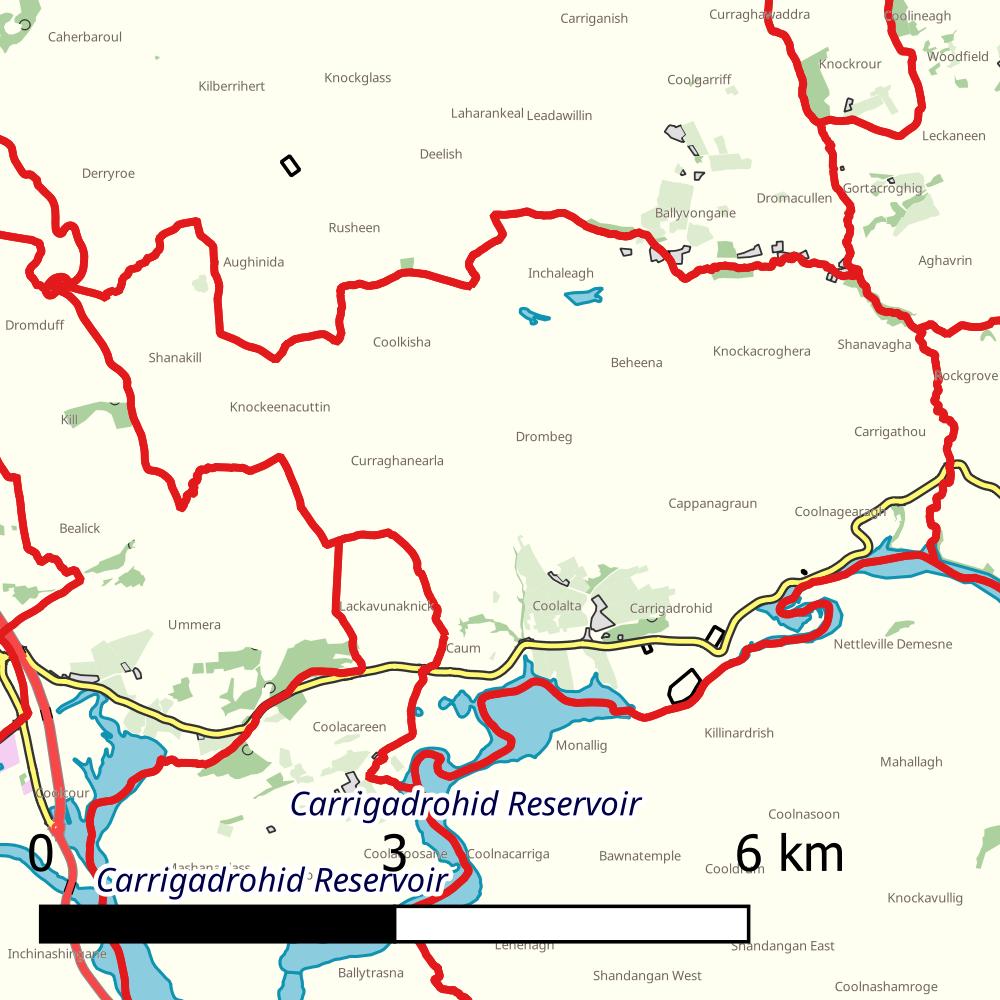 Carriganish
Curraghawaddra
Coolineagh
Caherbaroul
Woodfield
Knockrour
Knockglass
Coolgarriff
Kilberrihert
Laharankeal
Leadawillin
Leckaneen
Deelish
Derryroe
Gortacroghig
Dromacullen
Ballyvongane
Rusheen
Aughinida
Aghavrin
Inchaleagh
Dromduff
Coolkisha
Shanavagha
Knockacroghera
Shanakill
Beheena
Rockgrove
Knockeenacuttin
Kill
Carrigathou
Drombeg
Curraghanearla
Cappanagraun
Coolnagearagh
Bealick
Lackavunaknick
Coolalta
Carrigadrohid
Ummera
Nettleville Demesne
Caum
Coolacareen
Killinardrish
Monallig
Mahallagh
Coolcour
Carrigadrohid Reservoir
Coolnasoon
0
3
6 km
Coolnacarriga
Bawnatemple
Carrigadrohid Reservoir
Knockavullig
Lehenagh
Shandangan East
Inchinashingane
Ballytrasna
Shandangan West
Coolnashamroge